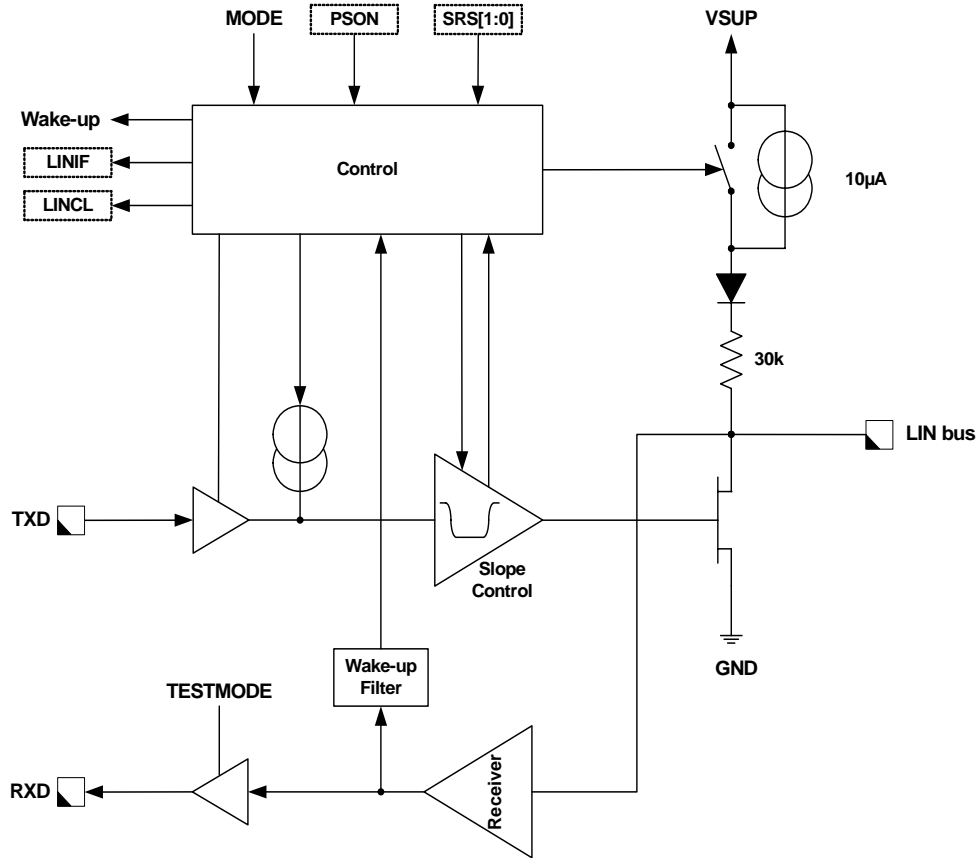 MODE
PSON
SRS[1:0]
VSUP
Wake-up
LINIF
LINCL
Control
10µA
30k
LIN bus
TXD
Slope
Control
GND
Wake-up
Filter
TESTMODE
RXD
Receiver